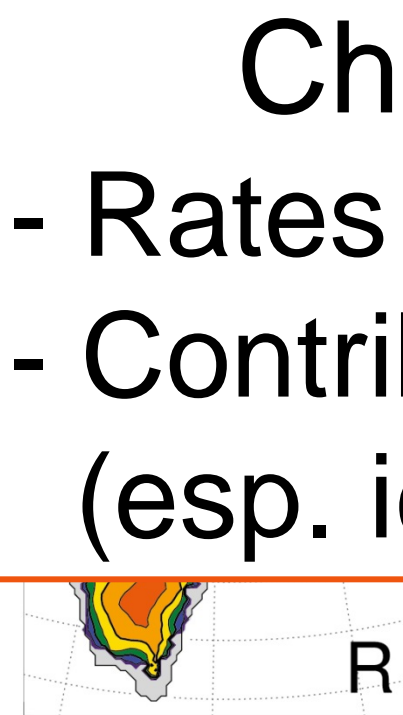 Ch
- Rates
- Contri
(esp. i
R